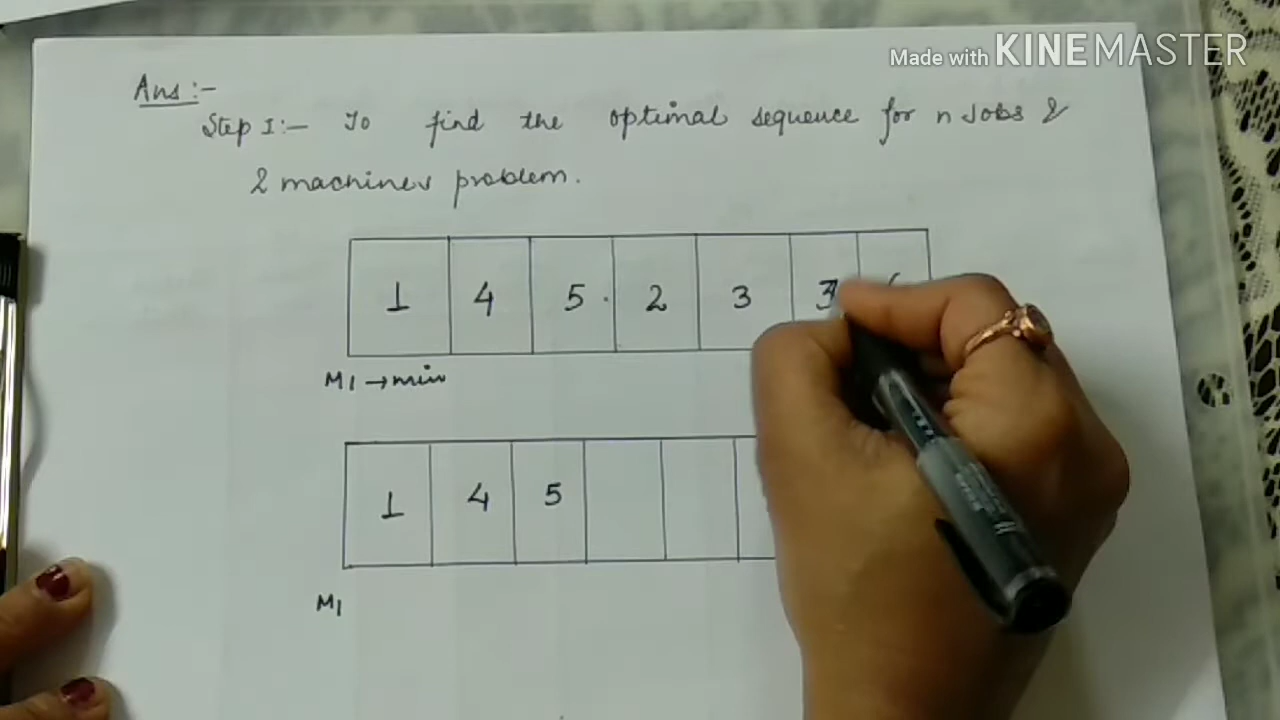 Made with KINEMASTER
Ans:-
Step I:- To find the optimal sequence for n Jobs &
2 machines problem.
1 4 5 2 3
M1 → min
1 4 5
M1